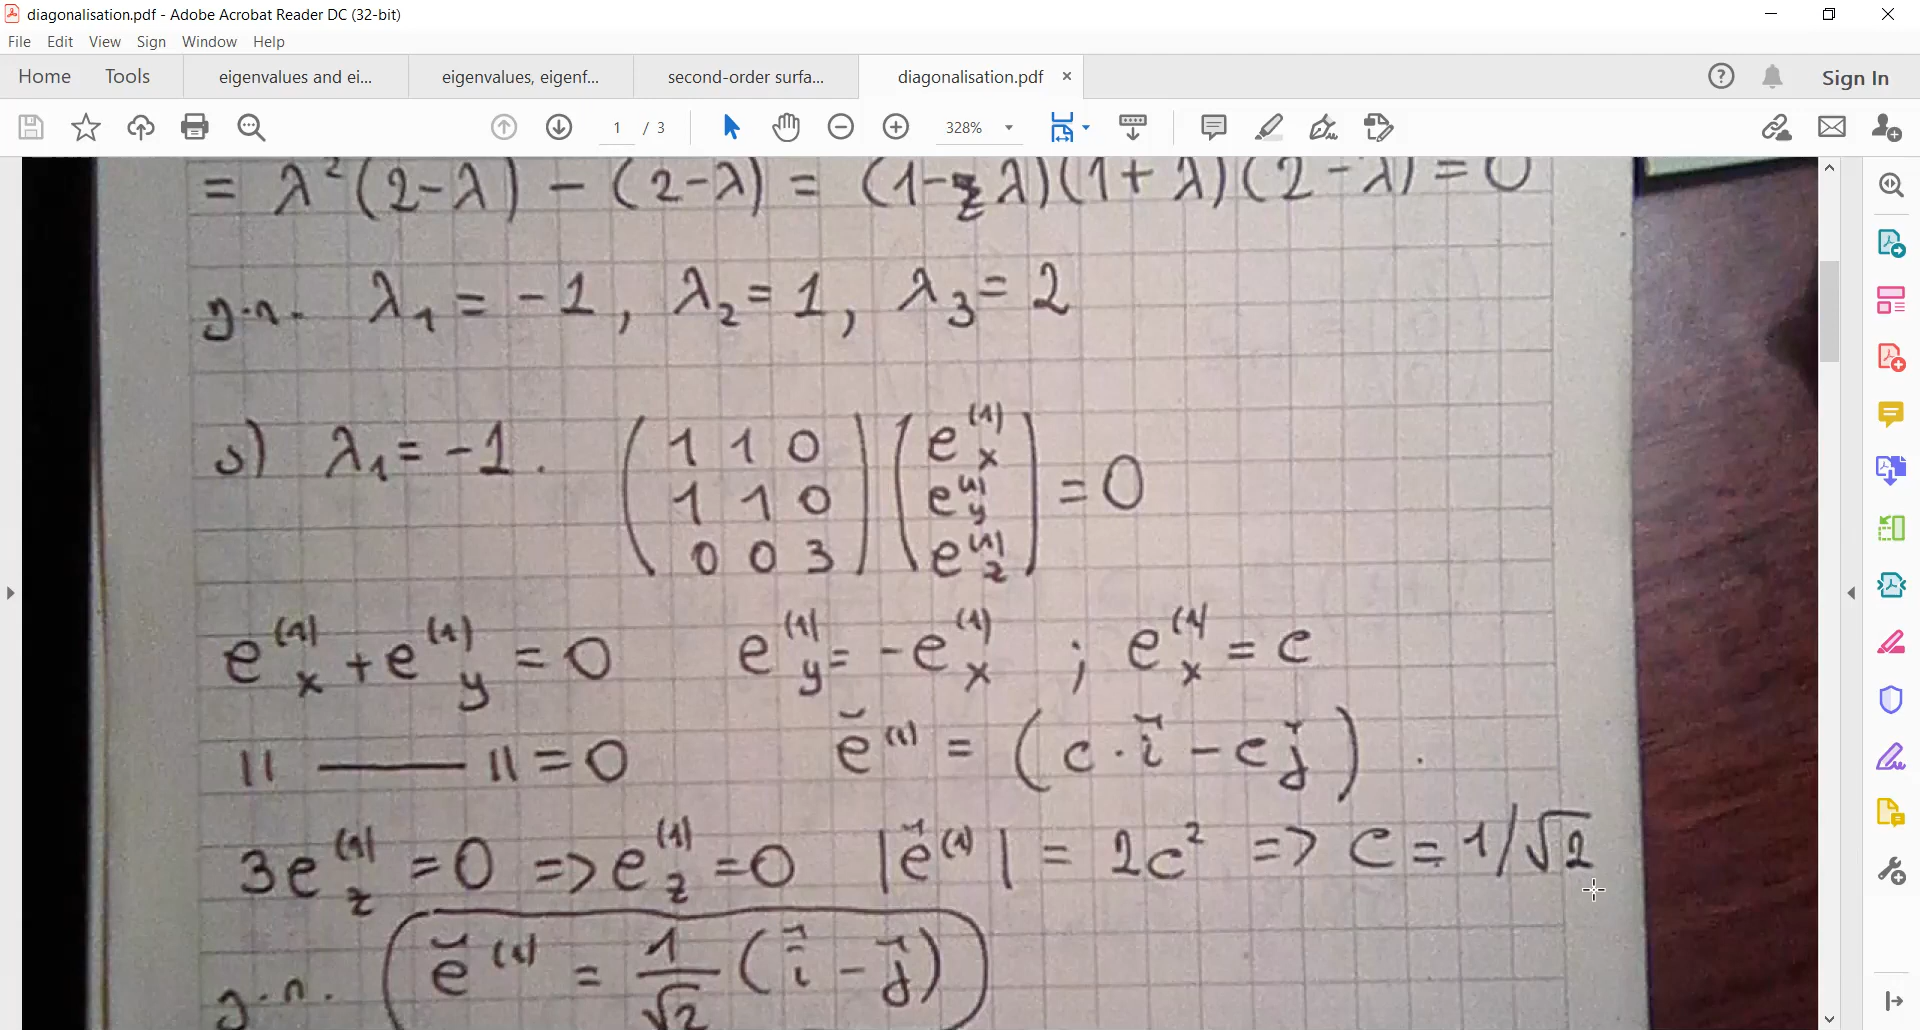 diagonalisation.pdf - Adobe Acrobat Reader DC (32-bit)
File Edit View Sign Window Help
Home Tools eigenvalues and ei... eigenvalues, eigenf... second-order surfa... diagonalisation.pdf × Sign In
1 / 3 328%
= λ²(2-λ) - (2-λ) = (1-λ)(1+λ)(2-λ) = 0
λ₁ = -1, λ₂ = 1, λ₃ = 2
λ₁ = -1. (1 1 0) (e_x^(1))
(1 1 0) (e_y^(1)) = 0
(0 0 3) (e_z^(1))
e_x^(1) + e_y^(1) = 0 e_y^(1) = -e_x^(1) ; e_x^(1) = c
11 —— 11 = 0 e^(1) = (c·i - cj).
3e_z^(1) = 0 => e_z^(1) = 0 |e^(1)| = 2c² => c = 1/√2
e^(1) = 1/√2 (i - j)